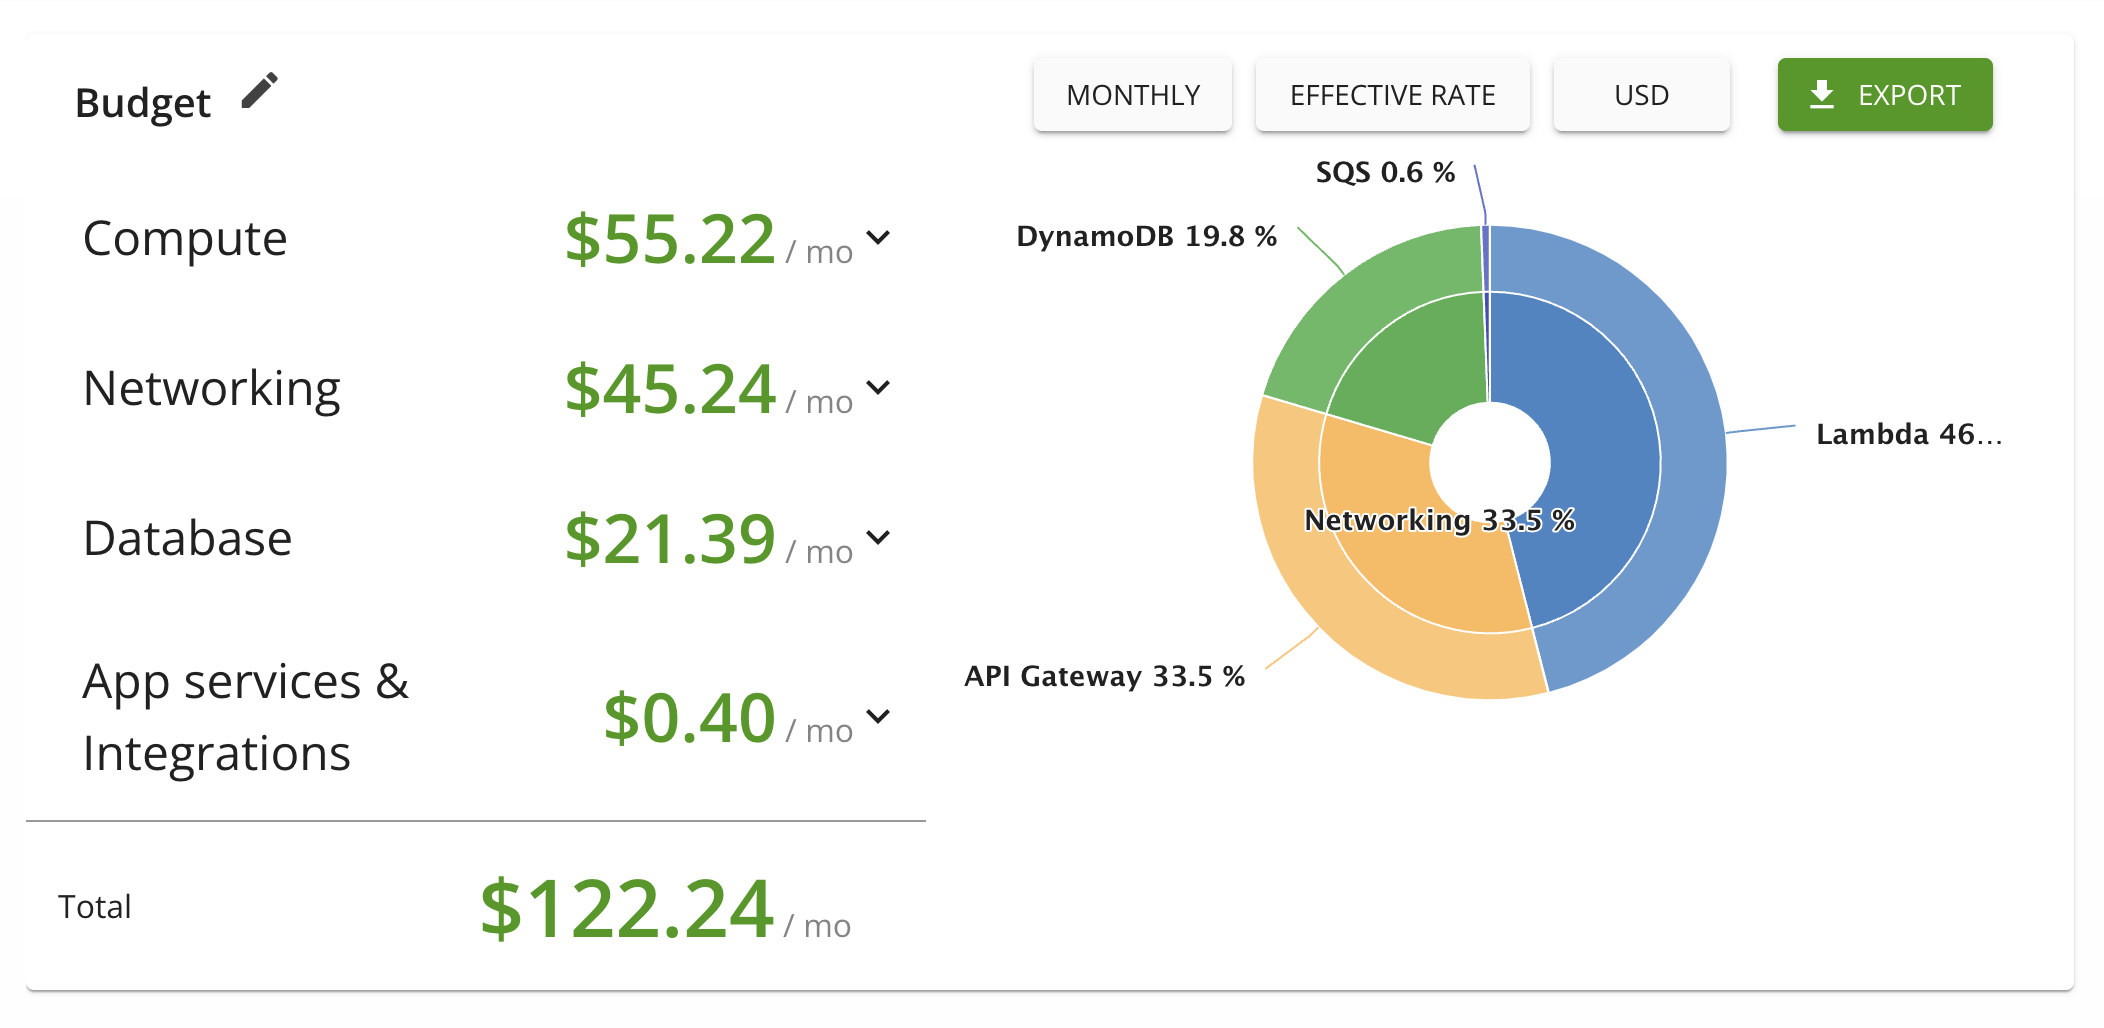 Budget
MONTHLY
EFFECTIVE RATE
USD
EXPORT
Compute
$55.22 / mo
Networking
$45.24 / mo
Database
$21.39 / mo
App services &
Integrations
$0.40 / mo
Total
$122.24 / mo
SQS 0.6 %
DynamoDB 19.8 %
Lambda 46...
Networking 33.5 %
API Gateway 33.5 %